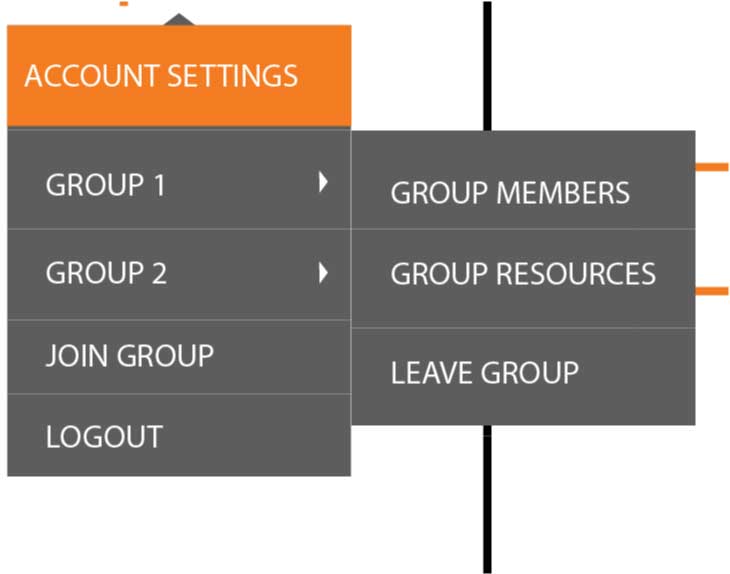 ACCOUNT SETTINGS
GROUP 1
GROUP 2
JOIN GROUP
LOGOUT
GROUP MEMBERS
GROUP RESOURCES
LEAVE GROUP